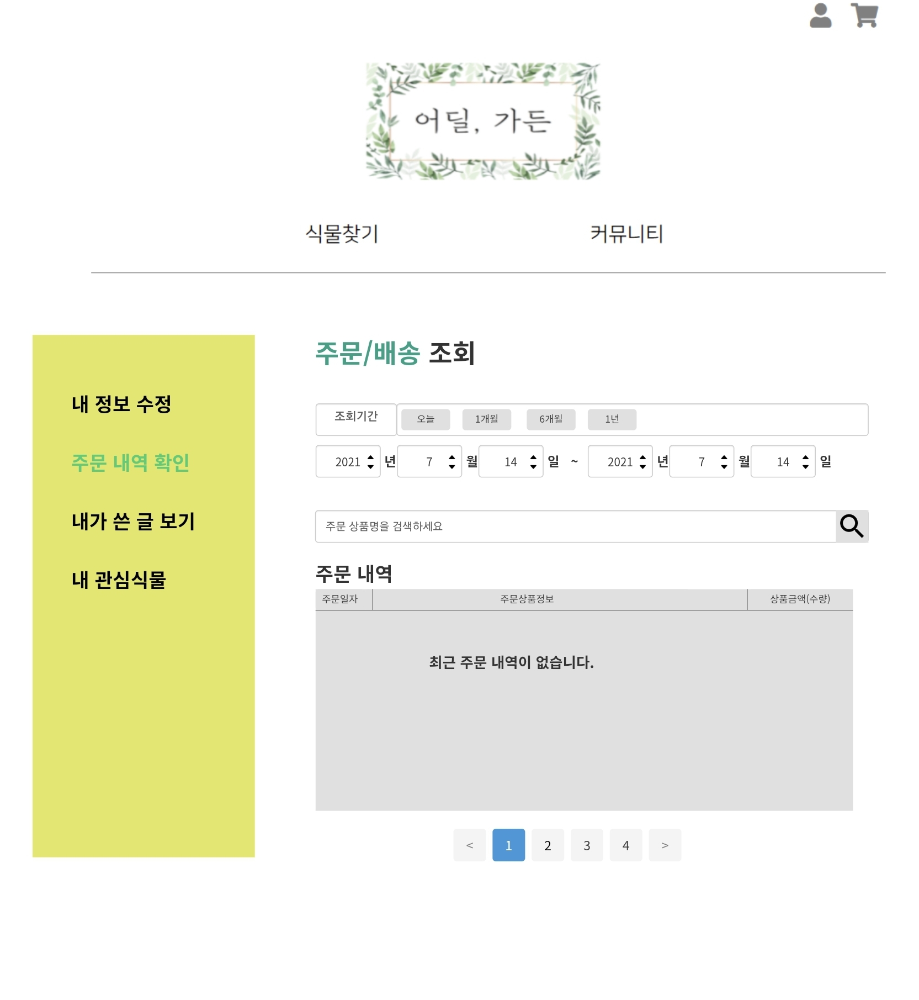 어딜, 가든
식물찾기 커뮤니티
내 정보 수정
주문 내역 확인
내가 쓴 글 보기
내 관심식물
주문/배송 조회
조회기간 오늘 1개월 6개월 1년
2021 년 7 월 14 일 ~ 2021 년 7 월 14 일
주문 상품명을 검색하세요
주문 내역
주문일자 주문상품정보 상품금액(수량)
최근 주문 내역이 없습니다.
< 1 2 3 4 >